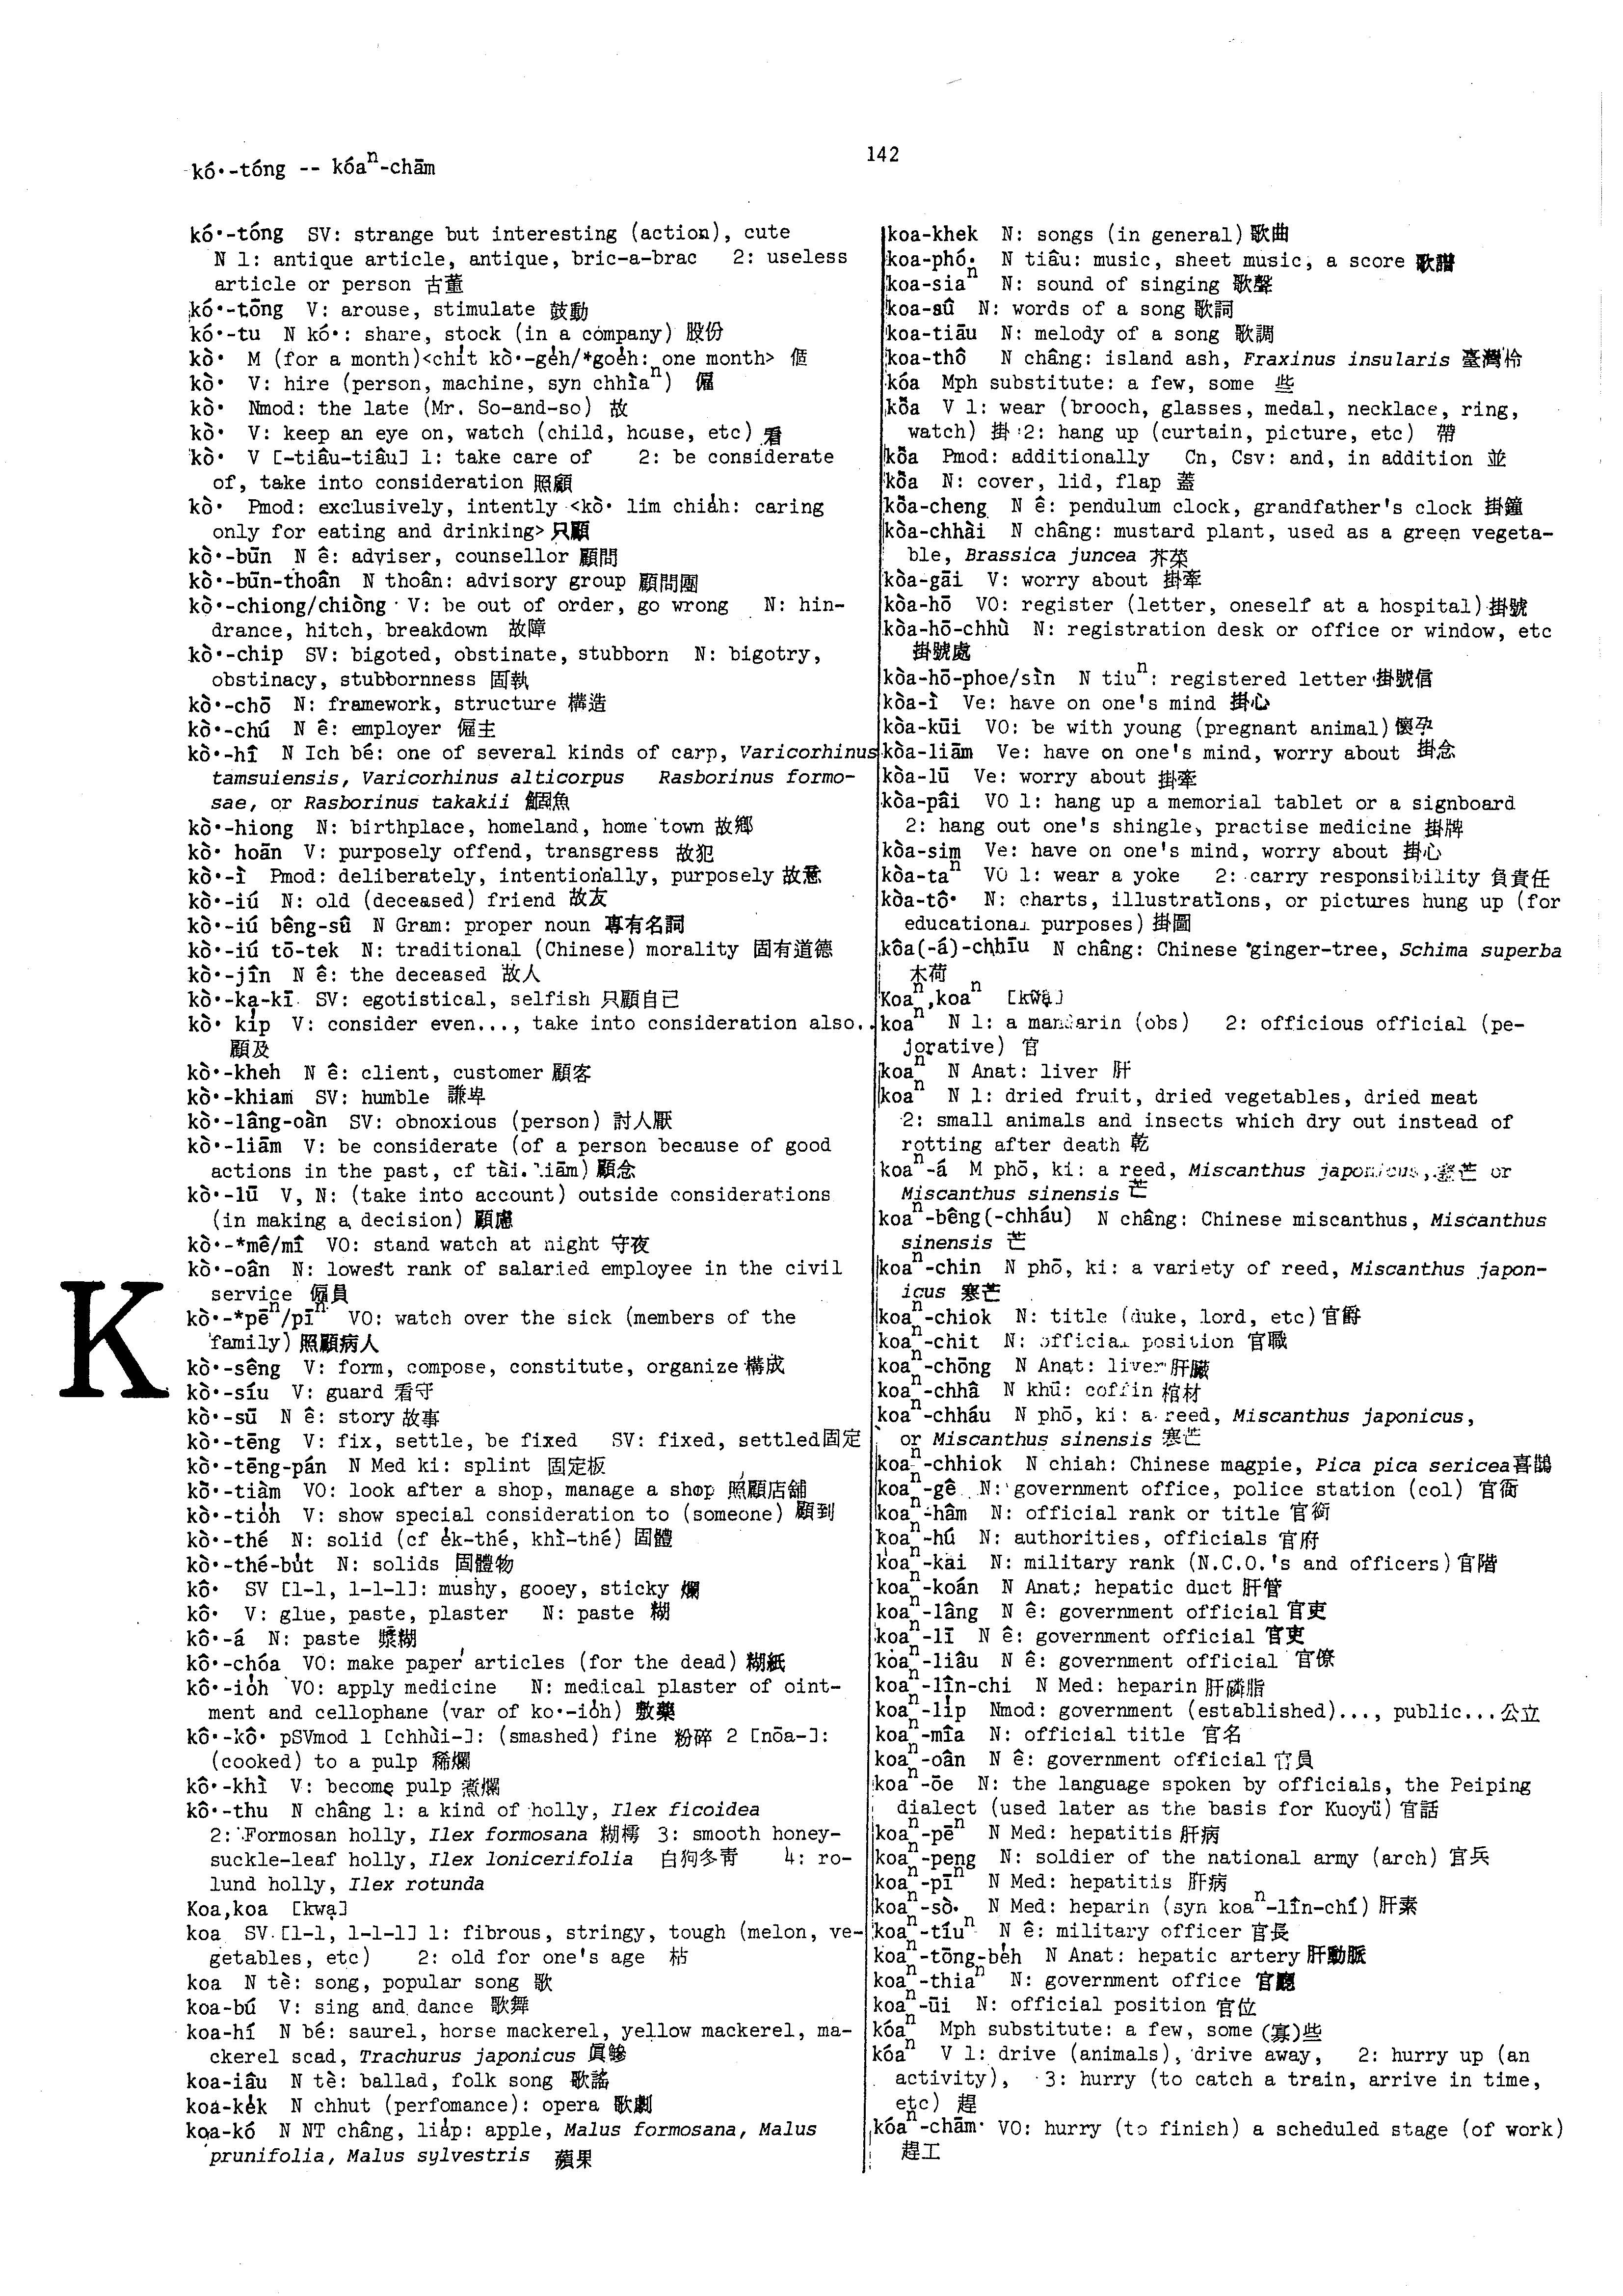 kó·-tóng -- kóaⁿ-chām
142
kó·-tóng SV: strange but interesting (action), cute
N 1: antique article, antique, bric-a-brac 2: useless
article or person 古董
kó·-tōng V: arouse, stimulate 鼓動
kó·-tu N kó·: share, stock (in a company) 股份
kò· M (for a month)<chi̍t kò·-ge̍h/*goe̍h: one month> 個
kò· V: hire (person, machine, syn chhìaⁿ) 僱
kò· Nmod: the late (Mr. So-and-so) 故
kò· V: keep an eye on, watch (child, house, etc) 看
kò· V [-tiâu-tiâu] 1: take care of 2: be considerate
of, take into consideration 照顧
kò· Pmod: exclusively, intently <kò· lim chia̍h: caring
only for eating and drinking> 只顧
kò·-būn N ê: adviser, counsellor 顧問
kò·-būn-thoân N thoân: advisory group 顧問團
kò·-chiong/chiòng V: be out of order, go wrong N: hin-
drance, hitch, breakdown 故障
kò·-chip SV: bigoted, obstinate, stubborn N: bigotry,
obstinacy, stubbornness 固執
kò·-chō N: framework, structure 構造
kò·-chú N ê: employer 僱主
kò·-hî N Ich bé: one of several kinds of carp, Varicorhinus
tamsuiensis, Varicorhinus alticorpus Rasborinus formo-
sae, or Rasborinus takakii 鯝魚
kò·-hiong N: birthplace, homeland, home town 故鄉
kò· hoān V: purposely offend, transgress 故犯
kò·-ì Pmod: deliberately, intentionally, purposely 故意
kò·-iú N: old (deceased) friend 故友
kò·-iú bêng-sû N Gram: proper noun 專有名詞
kò·-iú tō-tek N: traditional (Chinese) morality 固有道德
kò·-jîn N ê: the deceased 故人
kò·-ka-kī SV: egotistical, selfish 只顧自己
kò· ki̍p V: consider even..., take into consideration also..
顧及
kò·-kheh N ê: client, customer 顧客
kò·-khiam SV: humble 謙卑
kò·-lâng-oàn SV: obnoxious (person) 討人厭
kò·-liām V: be considerate (of a person because of good
actions in the past, cf tài-liām) 顧念
kò·-lū V, N: (take into account) outside considerations
(in making a decision) 顧慮
kò·-*mê/mî VO: stand watch at night 守夜
kò·-oân N: lowest rank of salaried employee in the civil
service 僱員
kò·-*pēⁿ/pīⁿ VO: watch over the sick (members of the
family) 照顧病人
K
kò·-sêng V: form, compose, constitute, organize 構成
kò·-síu V: guard 看守
kò·-sū N ê: story 故事
kò·-tēng V: fix, settle, be fixed SV: fixed, settled 固定
kò·-tēng-pán N Med ki: splint 固定板
kò·-tiàm VO: look after a shop, manage a shop 照顧店舖
kò·-tio̍h V: show special consideration to (someone) 顧到
kò·-thé N: solid (cf e̍k-thé, khì-thé) 固體
kò·-thé-bu̍t N: solids 固體物
kô· SV [1-1, 1-1-1]: mushy, gooey, sticky 爛
kô· V: glue, paste, plaster N: paste 糊
kô·-á N: paste 漿糊
kô·-chóa VO: make paper articles (for the dead) 糊紙
kô·-io̍h VO: apply medicine N: medical plaster of oint-
ment and cellophane (var of ko·-io̍h) 敷藥
kô·-kô· pSVmod 1 [chhùi-]: (smashed) fine 粉碎 2 [nōa-]:
(cooked) to a pulp 稀爛
kô·-khì V: become pulp 煮爛
kô·-thu N châng 1: a kind of holly, Ilex ficoidea
2: Formosan holly, Ilex formosana 糊樗 3: smooth honey-
suckle-leaf holly, Ilex lonicerifolia 白狗冬靑 4: ro-
lund holly, Ilex rotunda
Koa,koa [kwạ]
koa SV [1-1, 1-1-1] 1: fibrous, stringy, tough (melon, ve-
getables, etc) 2: old for one's age 枯
koa N tè: song, popular song 歌
koa-bú V: sing and dance 歌舞
koa-hí N bé: saurel, horse mackerel, yellow mackerel, ma-
ckerel scad, Trachurus japonicus 眞鰺
koa-iâu N tè: ballad, folk song 歌謠
koa-ke̍k N chhut (perfomance): opera 歌劇
koa-kó N NT châng, lia̍p: apple, Malus formosana, Malus
prunifolia, Malus sylvestris 蘋果
koa-khek N: songs (in general) 歌曲
koa-phó· N tiâu: music, sheet music, a score 歌譜
koa-siaⁿ N: sound of singing 歌聲
koa-sû N: words of a song 歌詞
koa-tiāu N: melody of a song 歌調
koa-thô N châng: island ash, Fraxinus insularis 臺灣梣
kóa Mph substitute: a few, some 些
kōa V 1: wear (brooch, glasses, medal, necklace, ring,
watch) 掛 2: hang up (curtain, picture, etc) 帶
kōa Pmod: additionally Cn, Csv: and, in addition 並
kōa N: cover, lid, flap 蓋
kōa-cheng N ê: pendulum clock, grandfather's clock 掛鐘
kòa-chhài N châng: mustard plant, used as a green vegeta-
ble, Brassica juncea 芥菜
kòa-gāi V: worry about 掛牽
kòa-hō VO: register (letter, oneself at a hospital) 掛號
kòa-hō-chhù N: registration desk or office or window, etc
掛號處
kòa-hō-phoe/sìn N tiuⁿ: registered letter 掛號信
kòa-ì Ve: have on one's mind 掛心
kòa-kūi VO: be with young (pregnant animal) 懷孕
kòa-liām Ve: have on one's mind, worry about 掛念
kòa-lū Ve: worry about 掛牽
kòa-pâi VO 1: hang up a memorial tablet or a signboard
2: hang out one's shingle, practise medicine 掛牌
kòa-sim Ve: have on one's mind, worry about 掛心
kòa-taⁿ VO 1: wear a yoke 2: carry responsibility 負責任
kòa-tô· N: charts, illustrations, or pictures hung up (for
educational purposes) 掛圖
kôa(-á)-chhīu N châng: Chinese ginger-tree, Schima superba
木荷
Koaⁿ,koaⁿ [kw̃ạ]
koaⁿ N 1: a mandarin (obs) 2: officious official (pe-
jorative) 官
koaⁿ N Anat: liver 肝
koaⁿ N 1: dried fruit, dried vegetables, dried meat
2: small animals and insects which dry out instead of
rotting after death 乾
koaⁿ-á M phō, ki: a reed, Miscanthus japonicus, 寒芒 or
Miscanthus sinensis 芒
koaⁿ-bêng(-chháu) N châng: Chinese miscanthus, Miscanthus
sinensis 芒
koaⁿ-chin N phō, ki: a variety of reed, Miscanthus japon-
icus 寒芒
koaⁿ-chiok N: title (duke, lord, etc) 官爵
koaⁿ-chit N: official position 官職
koaⁿ-chōng N Anat: liver 肝臟
koaⁿ-chhâ N khū: coffin 棺材
koaⁿ-chháu N phō, ki: a reed, Miscanthus japonicus,
or Miscanthus sinensis 寒芒
koaⁿ-chhiok N chiah: Chinese magpie, Pica pica sericea 喜鵲
koaⁿ-gê N: government office, police station (col) 官衙
koaⁿ-hâm N: official rank or title 官銜
koaⁿ-hú N: authorities, officials 官府
koaⁿ-kai N: military rank (N.C.O.'s and officers) 官階
koaⁿ-koán N Anat: hepatic duct 肝管
koaⁿ-lâng N ê: government official 官吏
koaⁿ-lī N ê: government official 官吏
koaⁿ-liâu N ê: government official 官僚
koaⁿ-lîn-chi N Med: heparin 肝磷脂
koaⁿ-li̍p Nmod: government (established)..., public... 公立
koaⁿ-mîa N: official title 官名
koaⁿ-oân N ê: government official 官員
koaⁿ-ōe N: the language spoken by officials, the Peiping
dialect (used later as the basis for Kuoyü) 官話
koaⁿ-pēⁿ N Med: hepatitis 肝病
koaⁿ-peng N: soldier of the national army (arch) 官兵
koaⁿ-pīⁿ N Med: hepatitis 肝病
koaⁿ-sò· N Med: heparin (syn koaⁿ-lîn-chí) 肝素
koaⁿ-tíuⁿ N ê: military officer 官長
koaⁿ-tōng-be̍h N Anat: hepatic artery 肝動脈
koaⁿ-thiaⁿ N: government office 官廳
koaⁿ-ūi N: official position 官位
kóaⁿ Mph substitute: a few, some (寡)些
kóaⁿ V 1: drive (animals), drive away, 2: hurry up (an
activity), 3: hurry (to catch a train, arrive in time,
etc) 趕
kóaⁿ-chām VO: hurry (to finish) a scheduled stage (of work)
趕工